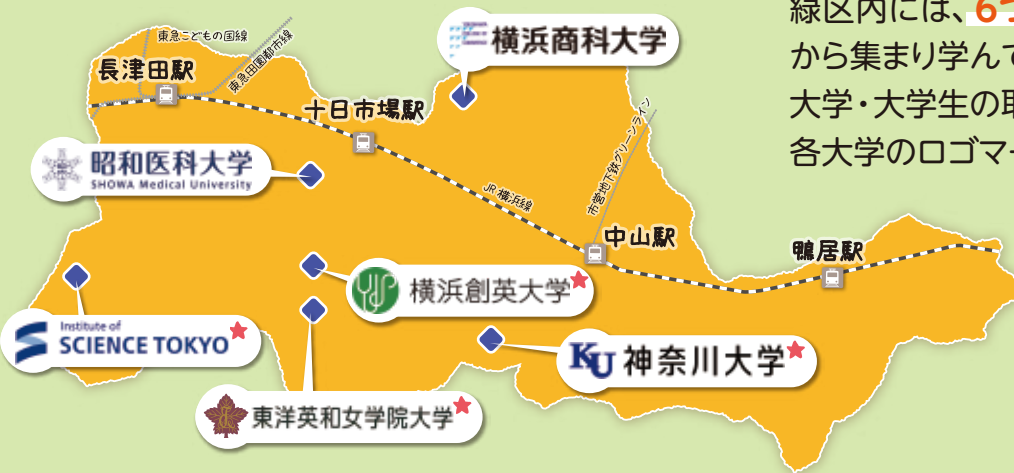 緑区内には、6つ
から集まり学んで
大学・大学生の取
各大学のロゴマー
東急こどもの国線
東急田園都市線
長津田駅
横浜商科大学
十日市場駅
昭和医科大学
SHOWA Medical University
JR 横浜線
市営地下鉄グリーンライン
中山駅
鴨居駅
横浜創英大学
Institute of
SCIENCE TOKYO
KU 神奈川大学
東洋英和女学院大学